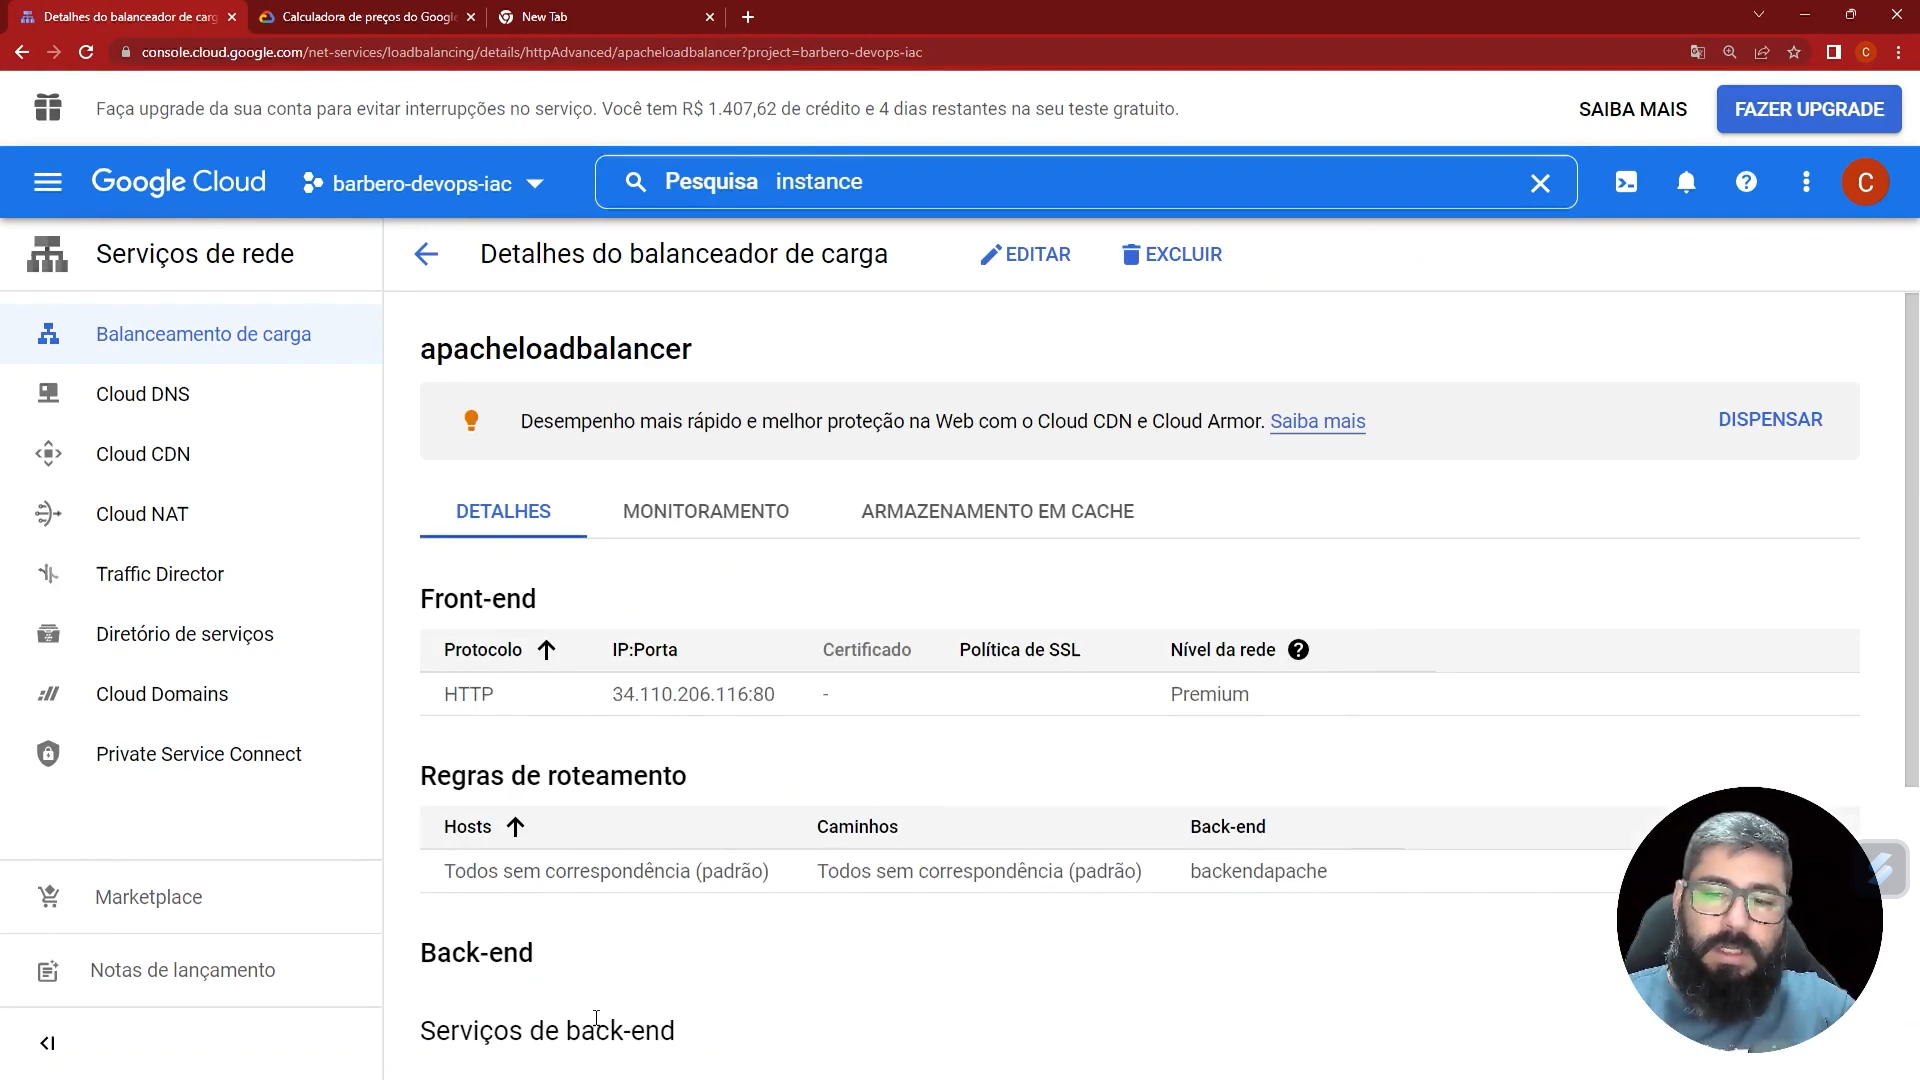 Detalhes do balanceador de carg
Calculadora de preços do Google
New Tab
console.cloud.google.com/net-services/loadbalancing/details/httpAdvanced/apacheloadbalancer?project=barbero-devops-iac
C
Faça upgrade da sua conta para evitar interrupções no serviço. Você tem R$ 1.407,62 de crédito e 4 dias restantes na seu teste gratuito.
SAIBA MAIS
FAZER UPGRADE
Google Cloud
barbero-devops-iac
Pesquisa instance
C
Serviços de rede
Detalhes do balanceador de carga
EDITAR
EXCLUIR
Balanceamento de carga
Cloud DNS
Cloud CDN
Cloud NAT
Traffic Director
Diretório de serviços
Cloud Domains
Private Service Connect
Marketplace
Notas de lançamento
apacheloadbalancer
Desempenho mais rápido e melhor proteção na Web com o Cloud CDN e Cloud Armor. Saiba mais
DISPENSAR
DETALHES MONITORAMENTO ARMAZENAMENTO EM CACHE
Front-end
Protocolo IP:Porta Certificado Política de SSL Nível da rede
HTTP 34.110.206.116:80 - Premium
Regras de roteamento
Hosts Caminhos Back-end
Todos sem correspondência (padrão) Todos sem correspondência (padrão) backendapache
Back-end
Serviços de back-end